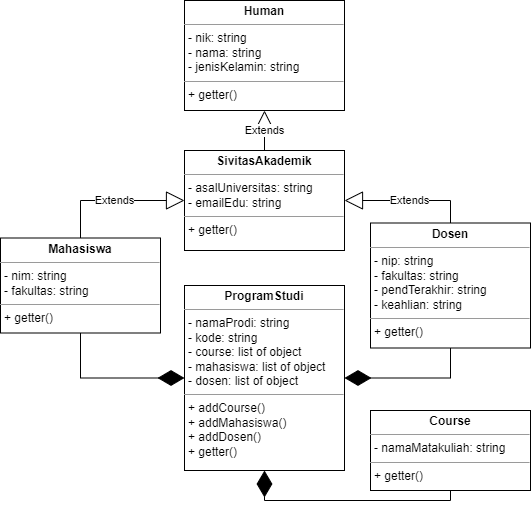 Human
- nik: string
- nama: string
- jenisKelamin: string
+ getter()
Extends
SivitasAkademik
- asalUniversitas: string
- emailEdu: string
+ getter()
Extends
Extends
Mahasiswa
- nim: string
- fakultas: string
+ getter()
Dosen
- nip: string
- fakultas: string
- pendTerakhir: string
- keahlian: string
+ getter()
ProgramStudi
- namaProdi: string
- kode: string
- course: list of object
- mahasiswa: list of object
- dosen: list of object
+ addCourse()
+ addMahasiswa()
+ addDosen()
+ getter()
Course
- namaMatakuliah: string
+ getter()